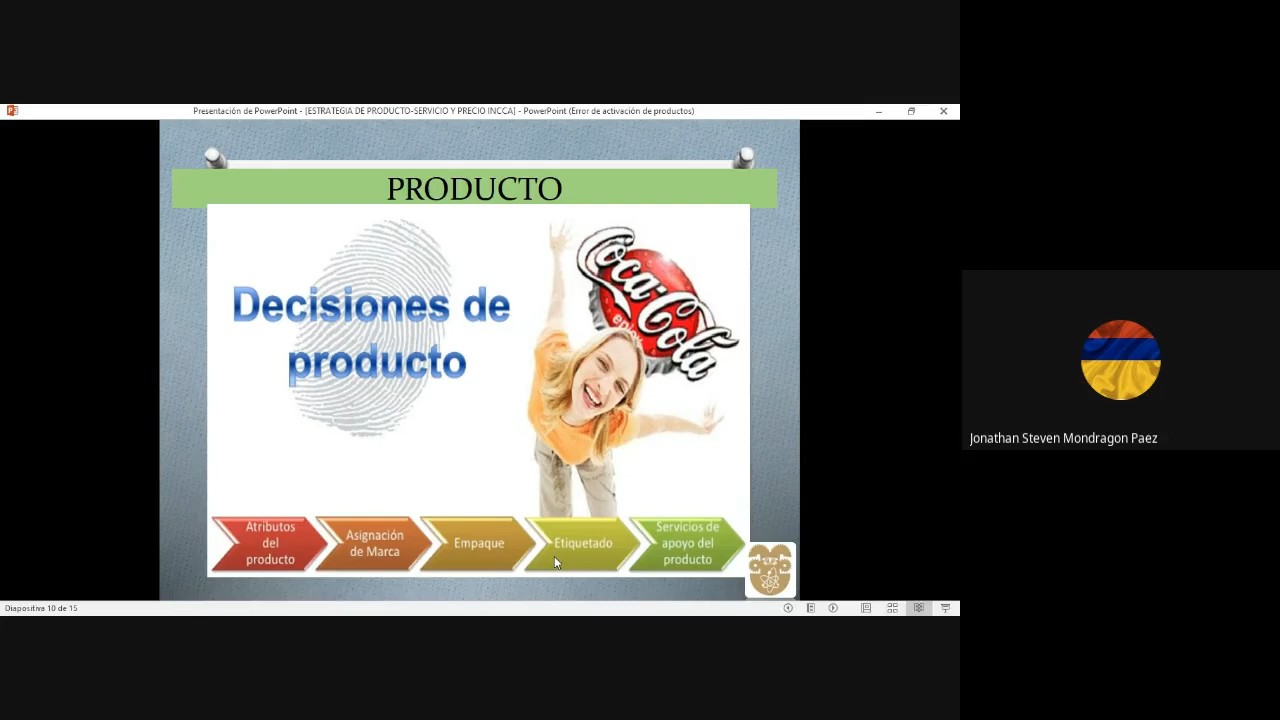 Presentación de PowerPoint - [ESTRATEGIA DE PRODUCTO-SERVICIO Y PRECIO INCCA] - PowerPoint (Error de activación de productos)
PRODUCTO
Decisiones de
producto
Coca-Cola
enjoy
Atributos
del
producto
Asignación
de Marca
Empaque
Etiquetado
Servicios de
apoyo del
producto
Diapositiva 10 de 15
Jonathan Steven Mondragon Paez